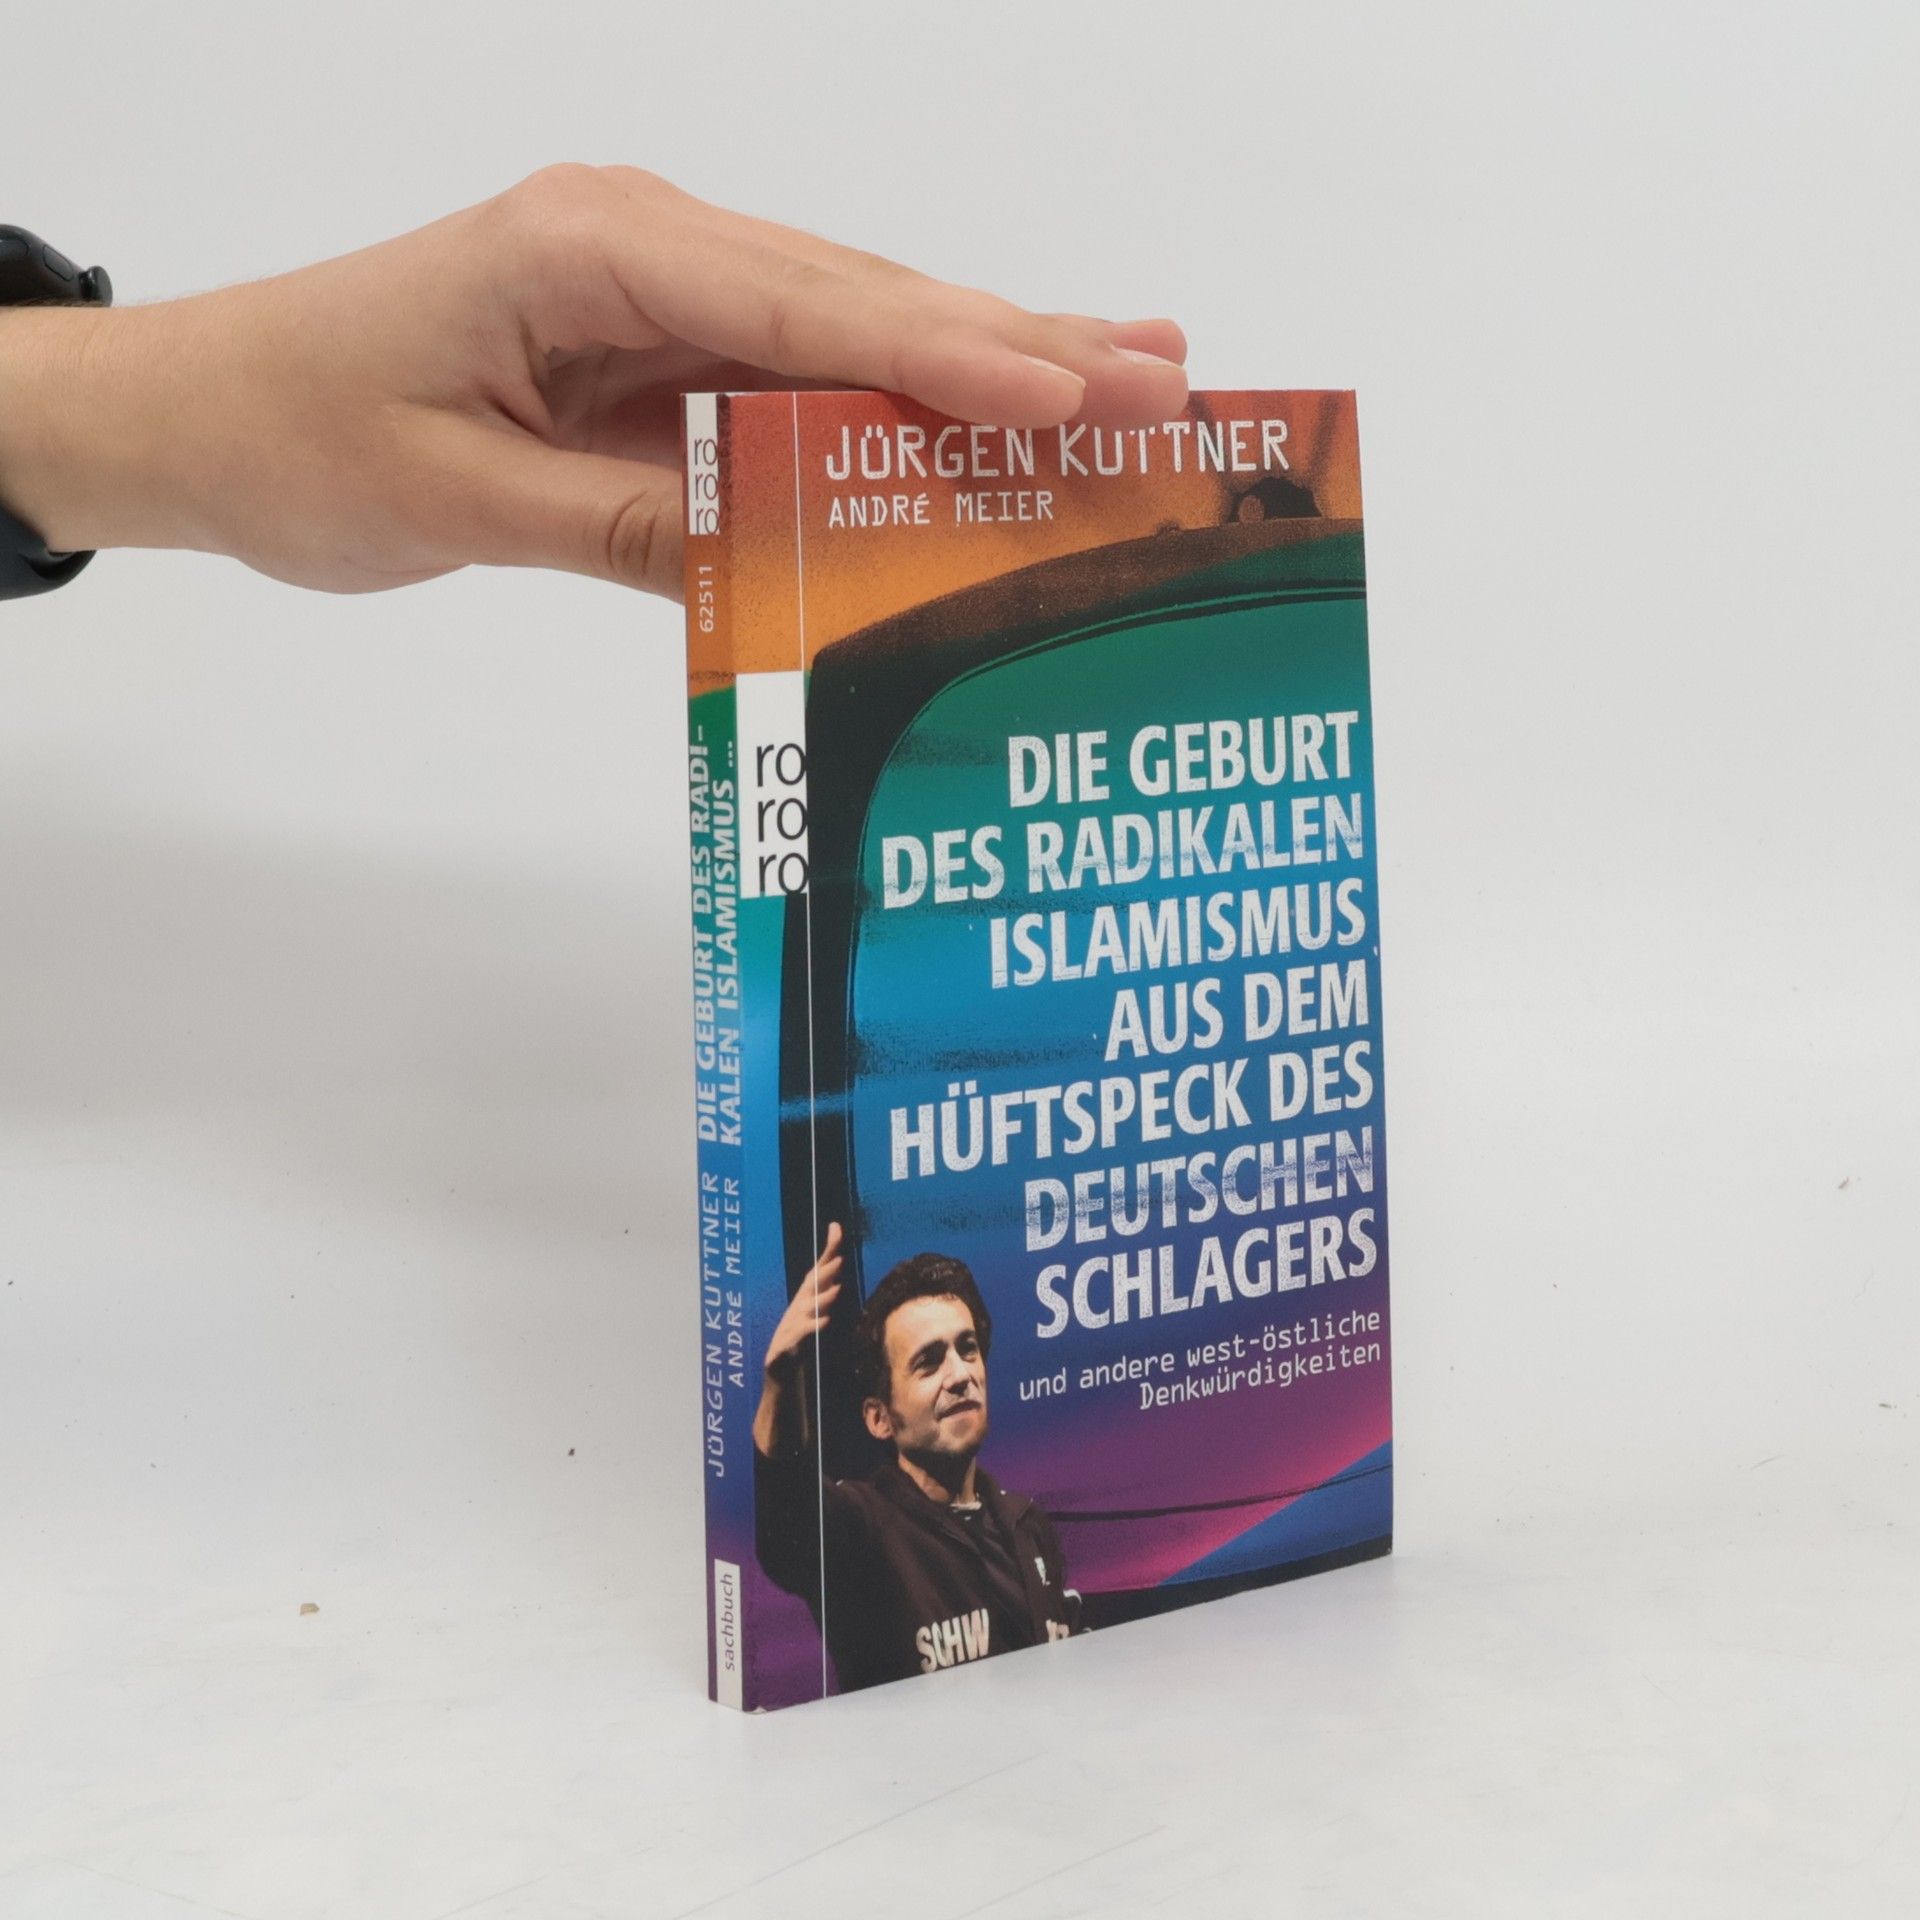 JÜRGEN KUTTNER
ANDRÉ MEIER
ro
ro
ro
DIE GEBURT
DES RADIKALEN
ISLAMISMUS
AUS DEM
HÜFTSPECK DES
DEUTSCHEN
SCHLAGERS
und andere west-östliche
Denkwürdigkeiten
SCHW
ro
ro
ro
62511
DIE GEBURT DES RADI-
KALEN ISLAMISMUS ...
JÜRGEN KUTTNER
ANDRÉ MEIER
sachbuch